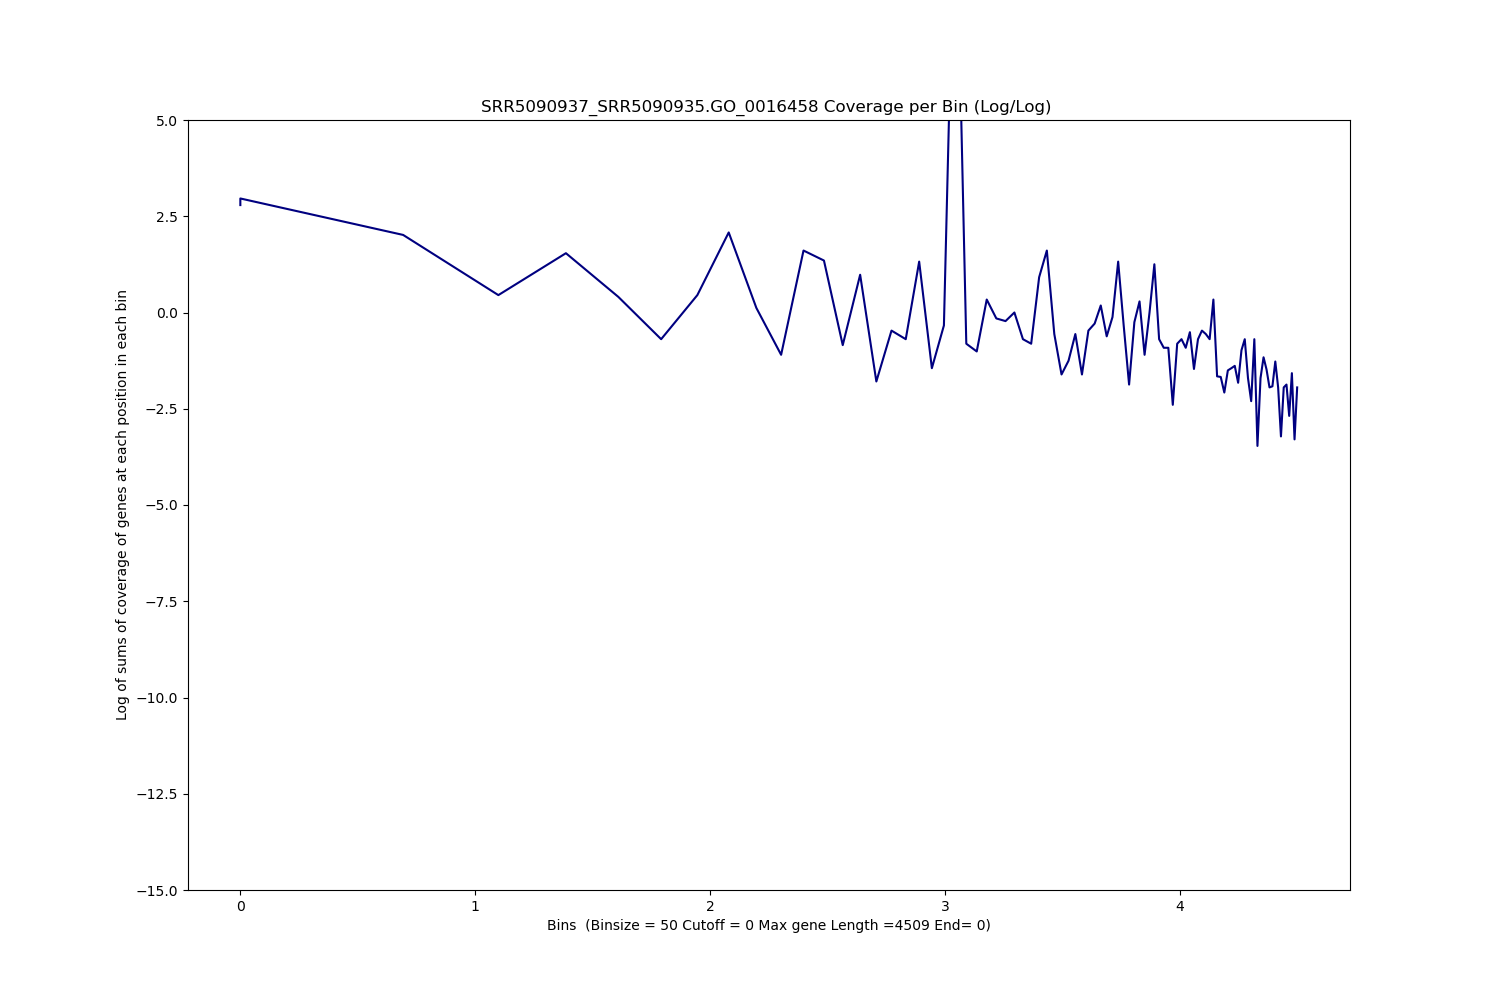 SRR5090937_SRR5090935.GO_0016458 Coverage per Bin (Log/Log)
5.0
2.5
0.0
−2.5
−5.0
−7.5
−10.0
−12.5
−15.0
Log of sums of coverage of genes at each position in each bin
0 1 2 3 4
Bins  (Binsize = 50 Cutoff = 0 Max gene Length =4509 End= 0)